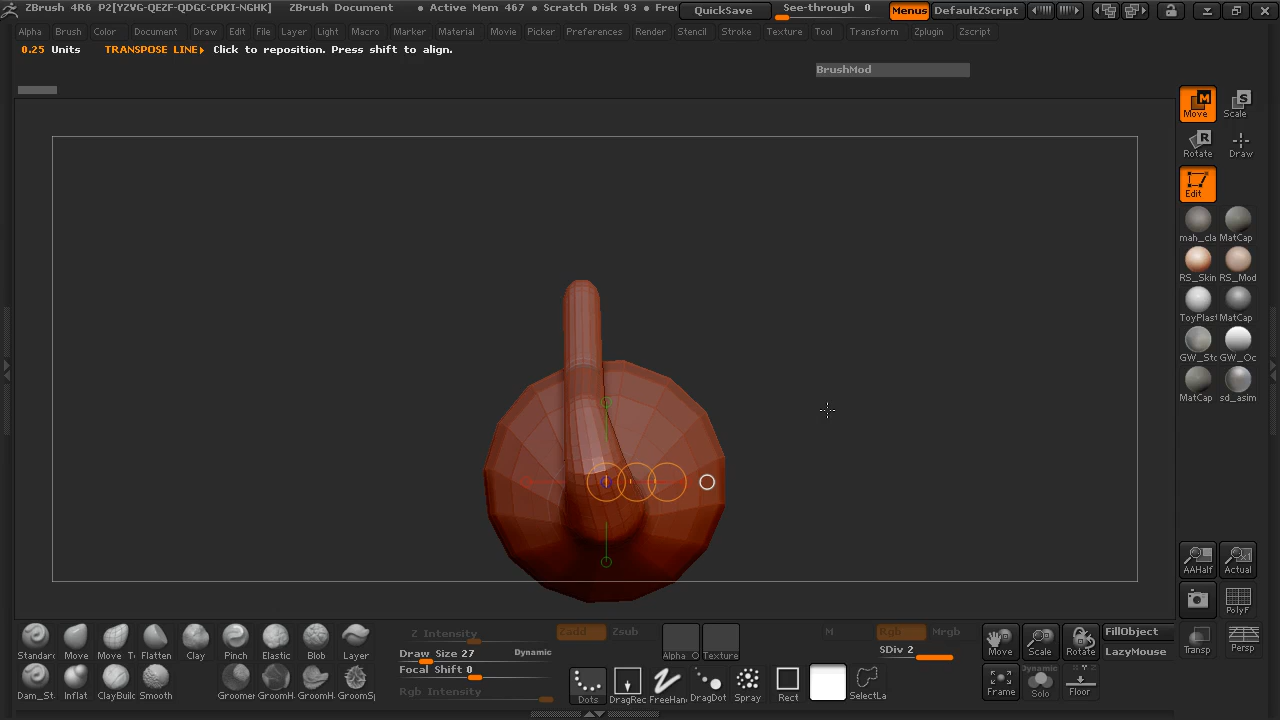 ZBrush 4R6 P2[YZVG-QEZF-QDGC-CPKI-NGHK] ZBrush Document • Active Mem 467 • Scratch Disk 93 • Free QuickSave See-through 0 Menus DefaultZScript
Alpha Brush Color Document Draw Edit File Layer Light Macro Marker Material Movie Picker Preferences Render Stencil Stroke Texture Tool Transform Zplugin Zscript
0.25 Units TRANSPOSE LINE▸ Click to reposition. Press shift to align.
BrushMod
Move Scale
Rotate Draw
Edit
mah_cla MatCap
RS_Skin RS_Mod
ToyPlast MatCap
GW_Sto GW_Oc
MatCap sd_asim
AAHalf Actual
PolyF
Standard Move Move T Flatten Clay Pinch Elastic Blob Layer
Z Intensity Zadd Zsub M Rgb Mrgb
Draw Size 27 Dynamic Alpha O Texture SDiv 2
Move Scale Rotate FillObject LazyMouse Transp Persp
Dam_St Inflat ClayBuild Smooth Groomer GroomH GroomH GroomS
Focal Shift 0
Rgb Intensity
Dots DragRec FreeHan DragDot Spray Rect SelectLa
Frame Dynamic Solo Floor